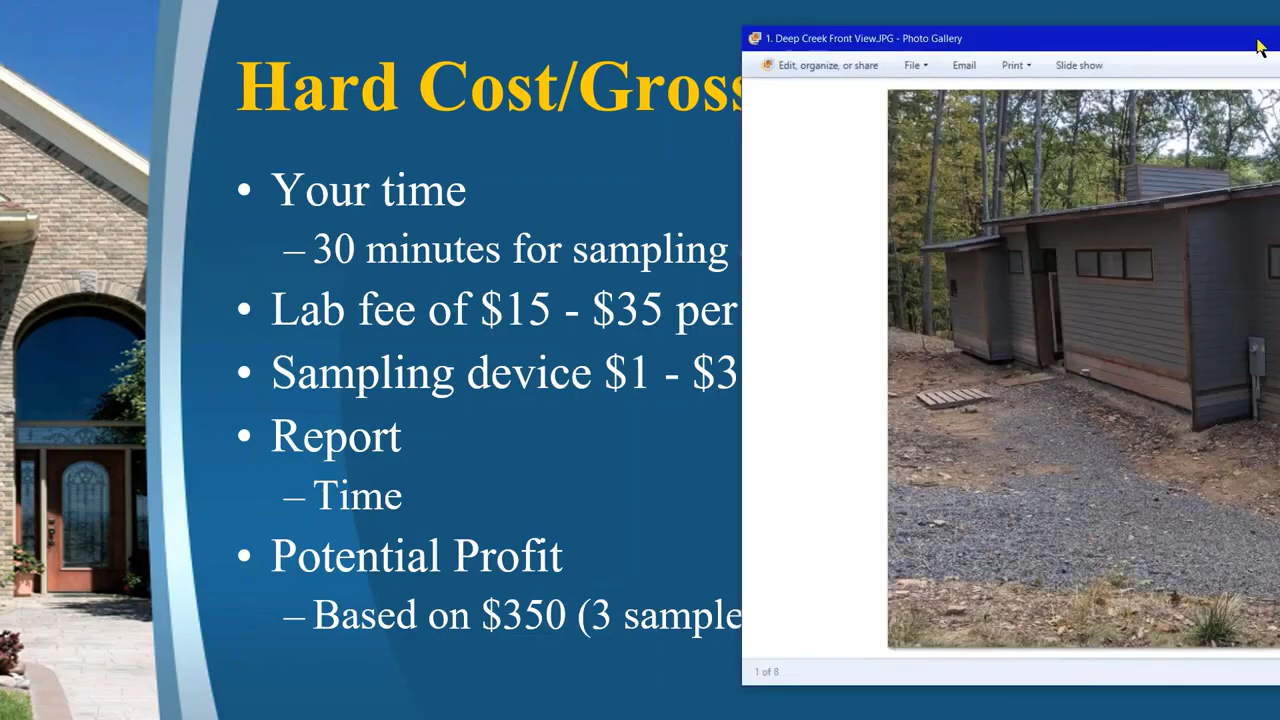 Hard Cost/Gross
• Your time
– 30 minutes for sampling
• Lab fee of $15 - $35 per
• Sampling device $1 - $3
• Report
– Time
• Potential Profit
– Based on $350 (3 sample
1. Deep Creek Front View.JPG - Photo Gallery
Edit, organize, or share File Email Print Slide show
1 of 8